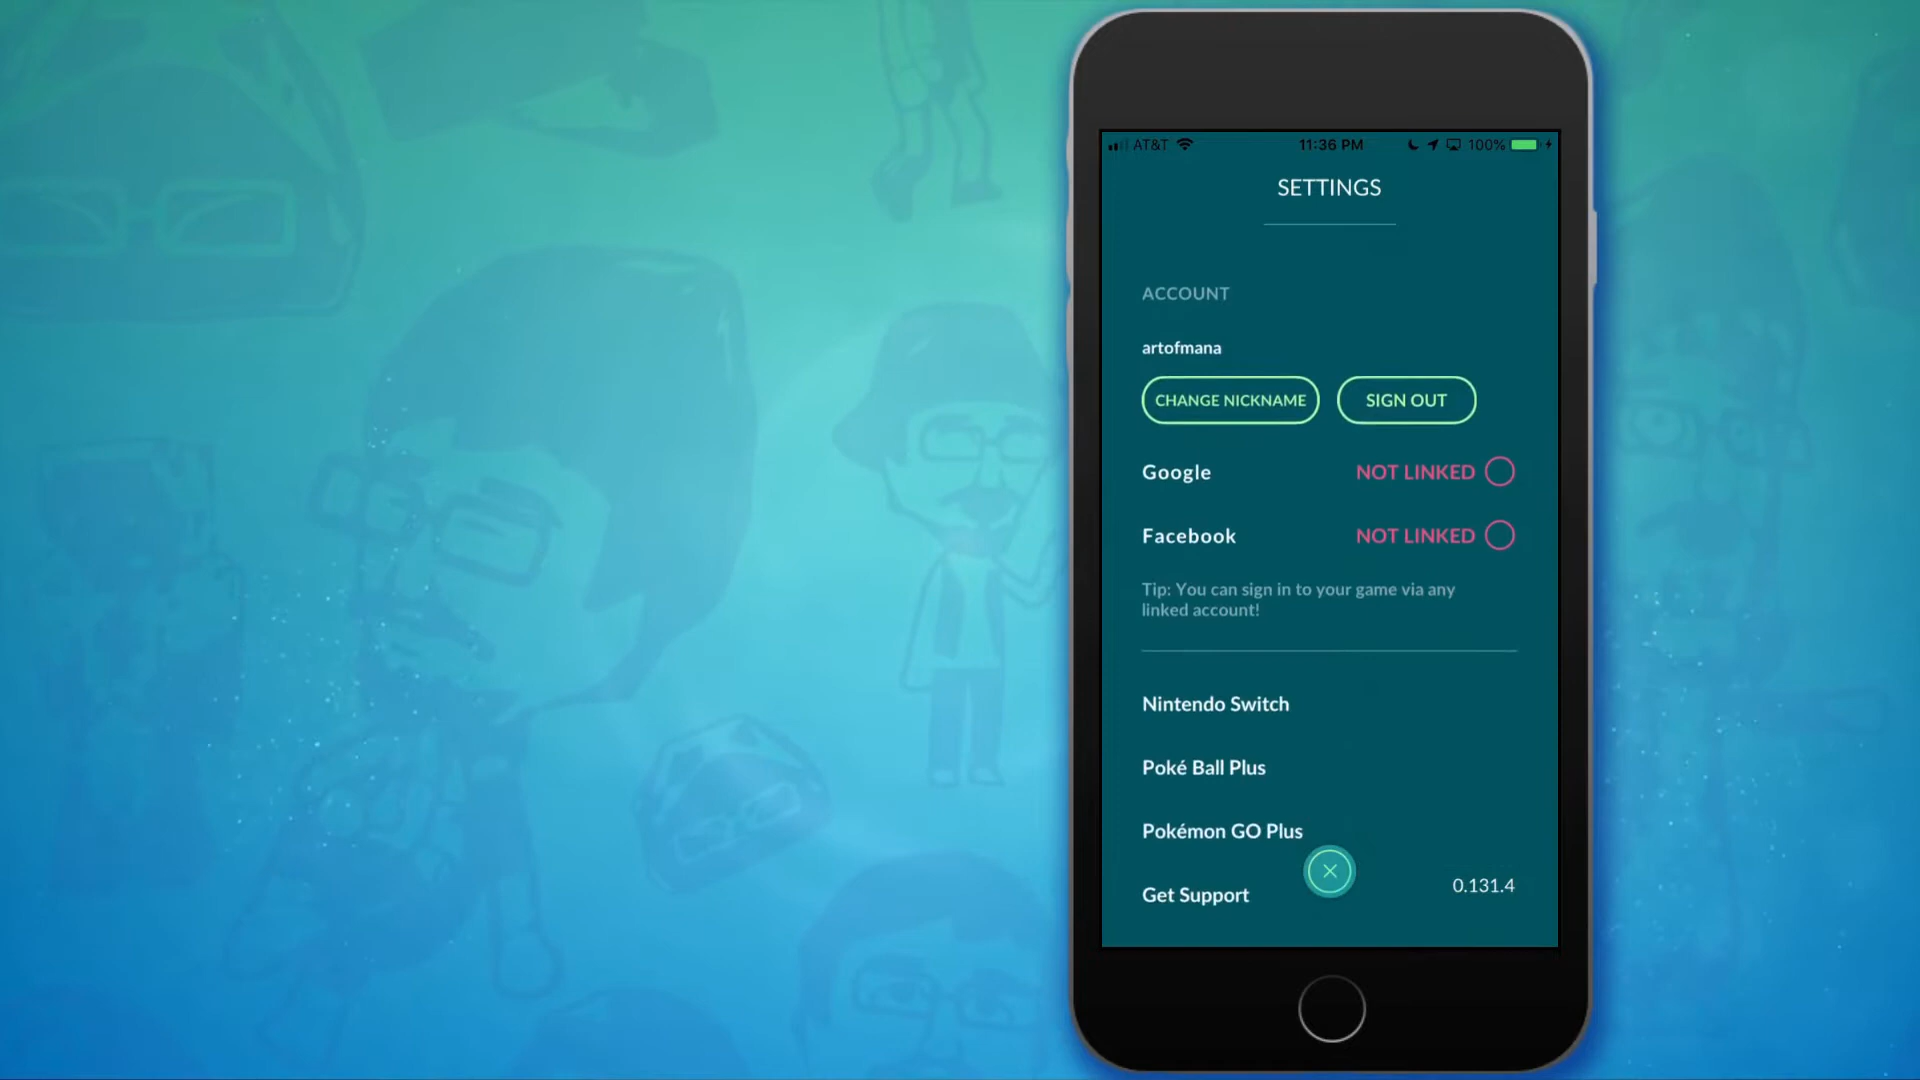 AT&T 11:36 PM 100%
SETTINGS
ACCOUNT
artofmana
CHANGE NICKNAME SIGN OUT
Google NOT LINKED
Facebook NOT LINKED
Tip: You can sign in to your game via any
linked account!
Nintendo Switch
Poké Ball Plus
Pokémon GO Plus
Get Support 0.131.4